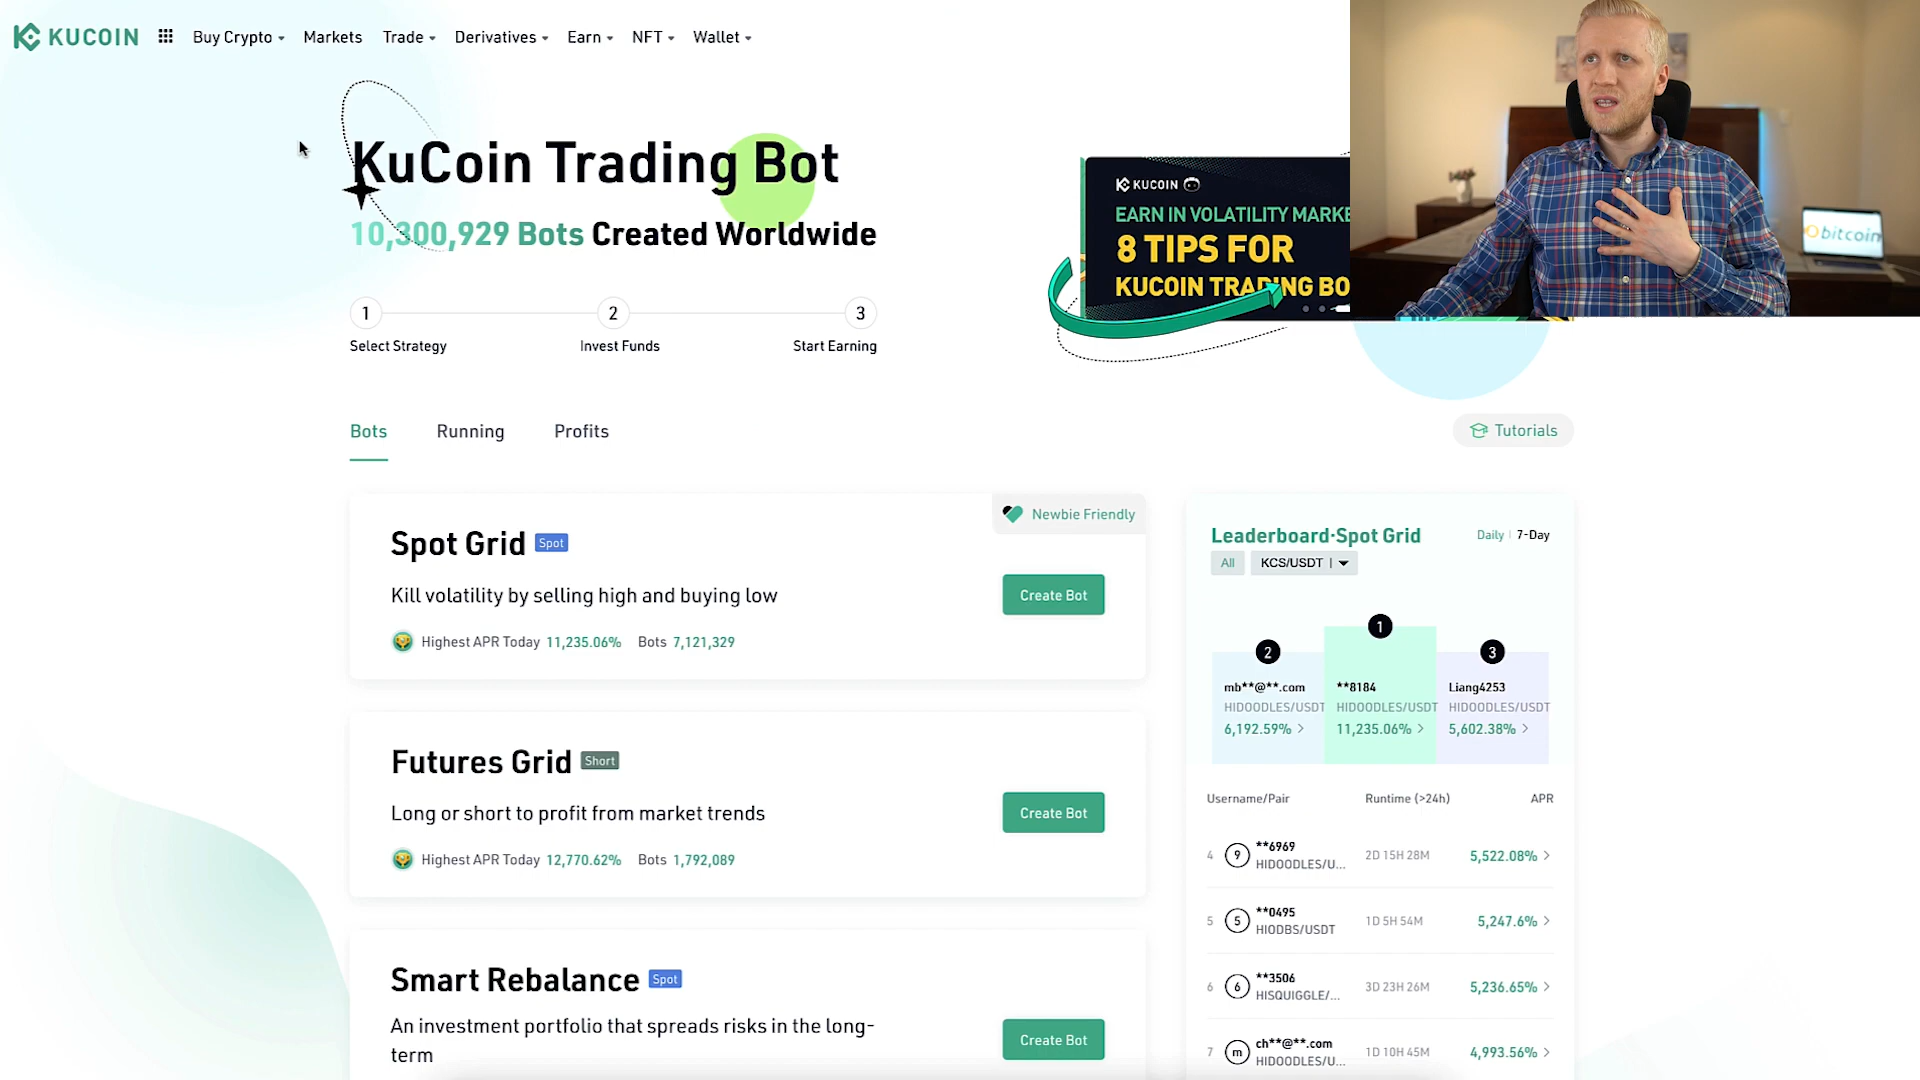 KUCOIN
Buy Crypto
Markets
Trade
Derivatives
Earn
NFT
Wallet
KuCoin Trading Bot
10,300,929 Bots Created Worldwide
1
2
3
Select Strategy
Invest Funds
Start Earning
KUCOIN
EARN IN VOLATILITY MARKE
8 TIPS FOR
KUCOIN TRADING BO
bitcoin
Bots
Running
Profits
Tutorials
Newbie Friendly
Spot Grid Spot
Kill volatility by selling high and buying low
Create Bot
Highest APR Today 11,235.06% Bots 7,121,329
Futures Grid Short
Long or short to profit from market trends
Create Bot
Highest APR Today 12,770.62% Bots 1,792,089
Smart Rebalance Spot
An investment portfolio that spreads risks in the long-
term
Create Bot
Leaderboard·Spot Grid
Daily | 7-Day
All
KCS/USDT
2
mb**@**.com
HIDOODLES/USDT
6,192.59% >
1
**8184
HIDOODLES/USDT
11,235.06% >
3
Liang4253
HIDOODLES/USDT
5,602.38% >
Username/Pair Runtime (>24h) APR
4 9 **6969 2D 15H 28M 5,522.08% >
HIDOODLES/U...
5 5 **0495 1D 5H 54M 5,247.6% >
HIODBS/USDT
6 6 **3506 3D 23H 26M 5,236.65% >
HISQUIGGLE/...
7 m ch**@**.com 1D 10H 45M 4,993.56% >
HIDOODLES/U...